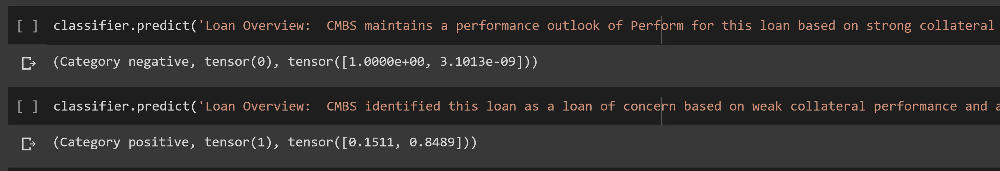 [ ] classifier.predict('Loan Overview:  CMBS maintains a performance outlook of Perform for this loan based on strong collateral
(Category negative, tensor(0), tensor([1.0000e+00, 3.1013e-09]))
[ ] classifier.predict('Loan Overview:  CMBS identified this loan as a loan of concern based on weak collateral performance and a
(Category positive, tensor(1), tensor([0.1511, 0.8489]))